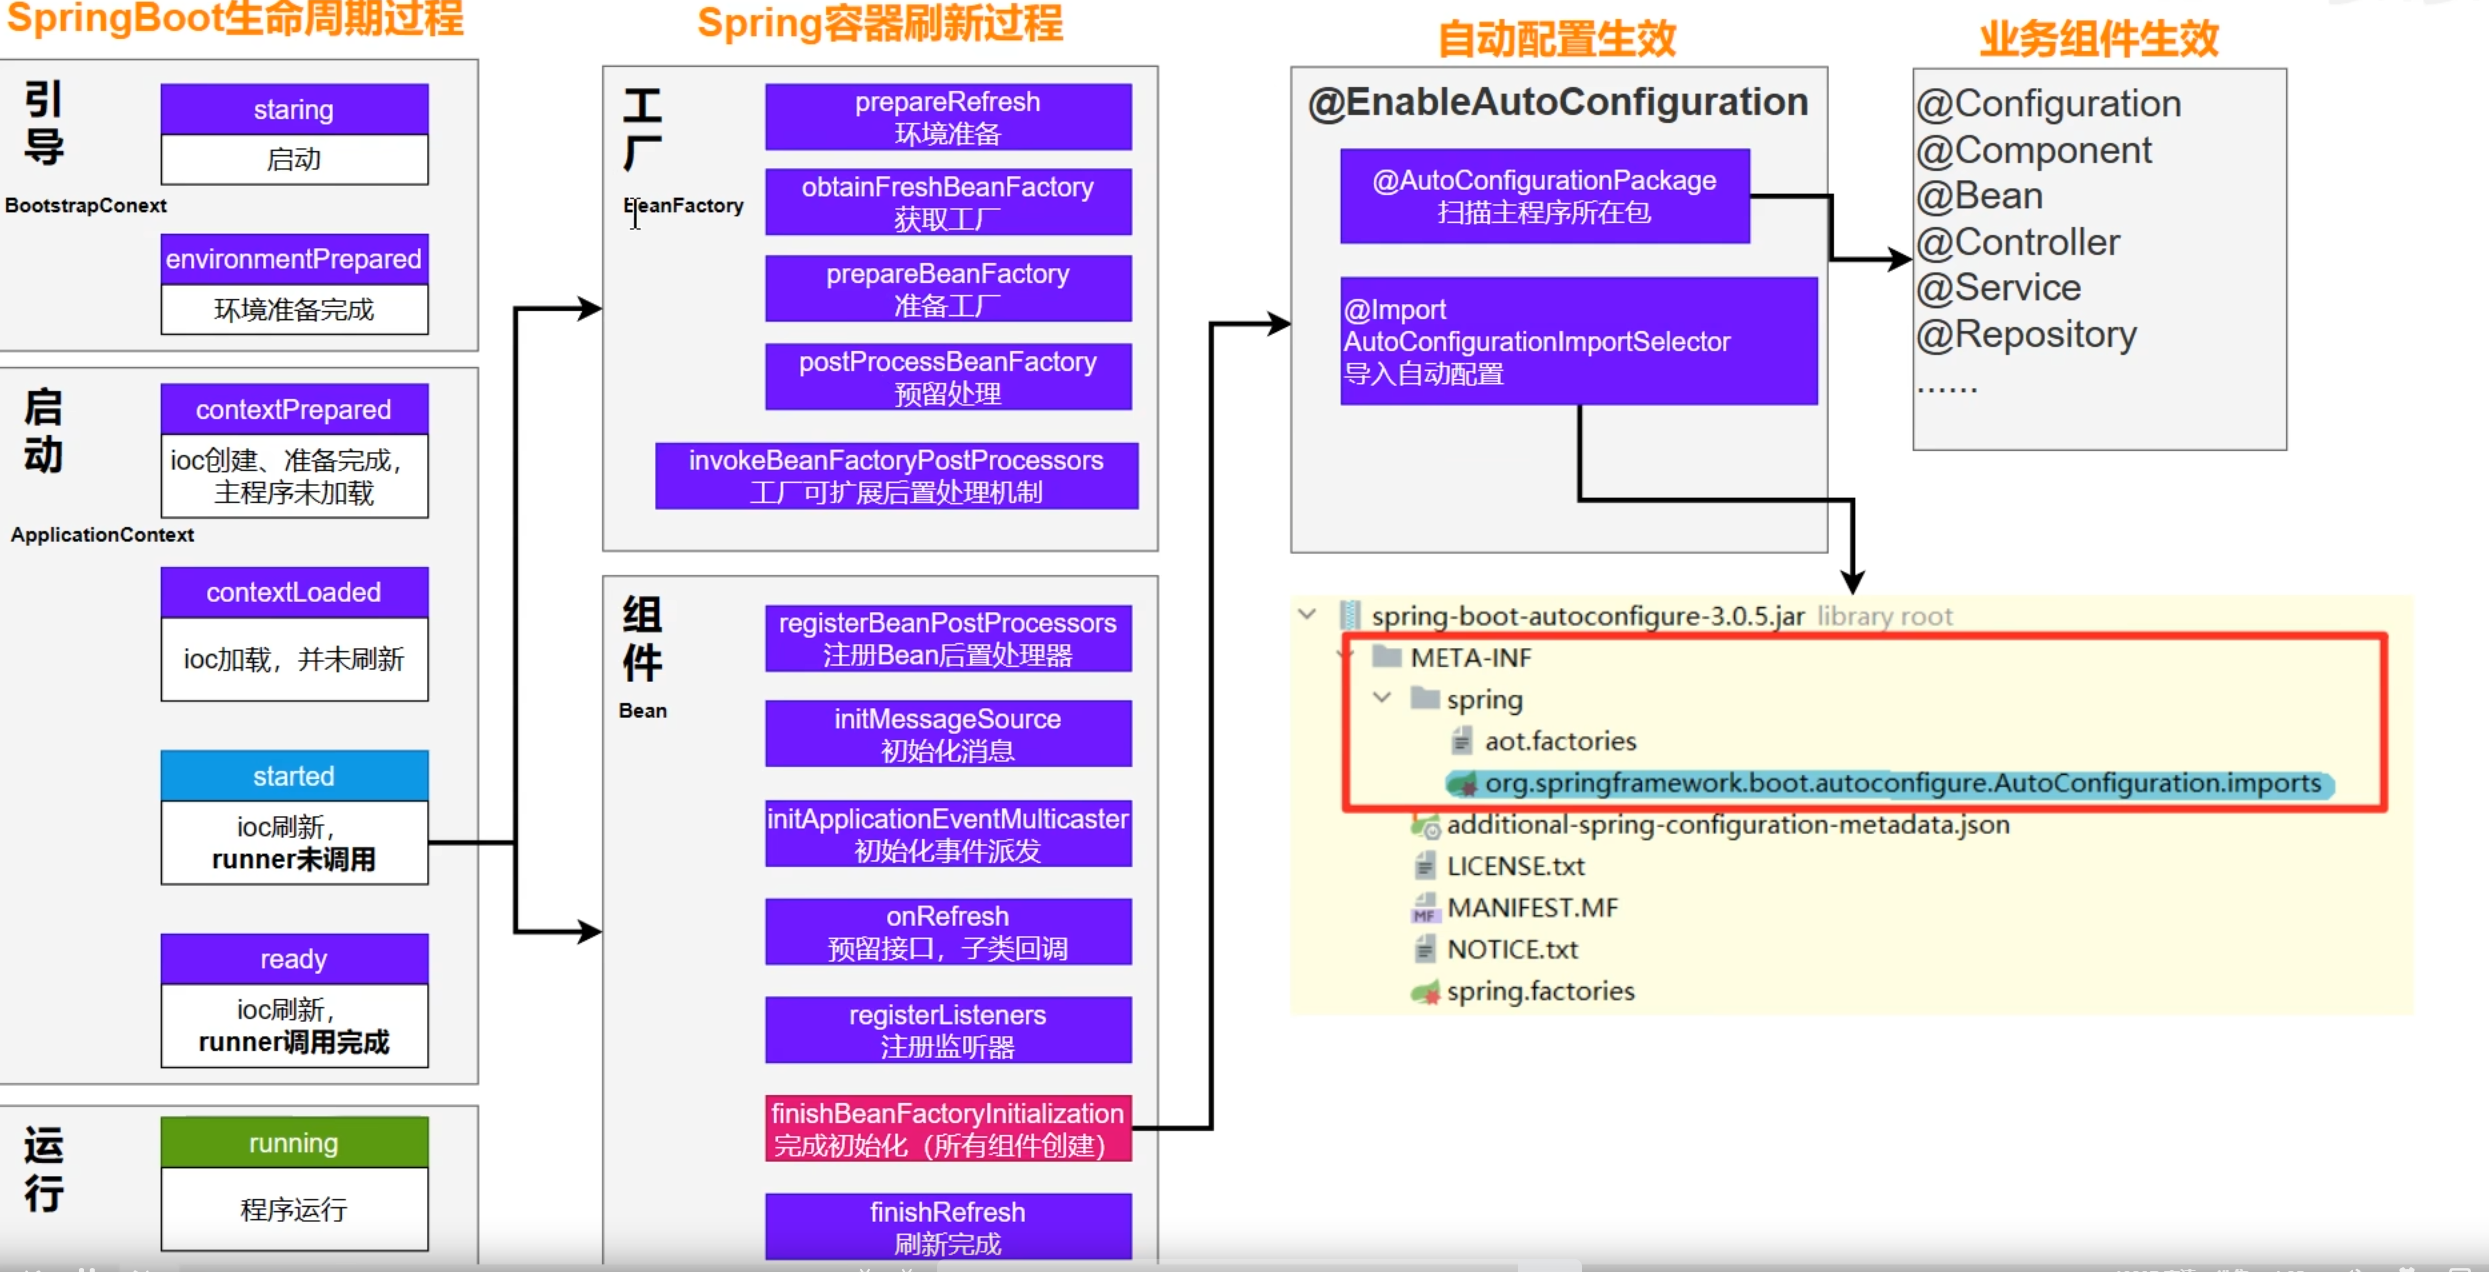 SpringBoot生命周期过程
引
导
staring
启动
BootstrapConext
environmentPrepared
环境准备完成
启
动
contextPrepared
ioc创建、准备完成，
主程序未加载
ApplicationContext
contextLoaded
ioc加载，并未刷新
started
ioc刷新，
runner未调用
ready
ioc刷新，
runner调用完成
运
行
running
程序运行
Spring容器刷新过程
工
厂
BeanFactory
prepareRefresh
环境准备
obtainFreshBeanFactory
获取工厂
prepareBeanFactory
准备工厂
postProcessBeanFactory
预留处理
invokeBeanFactoryPostProcessors
工厂可扩展后置处理机制
组
件
Bean
registerBeanPostProcessors
注册Bean后置处理器
initMessageSource
初始化消息
initApplicationEventMulticaster
初始化事件派发
onRefresh
预留接口，子类回调
registerListeners
注册监听器
finishBeanFactoryInitialization
完成初始化（所有组件创建）
finishRefresh
刷新完成
自动配置生效
@EnableAutoConfiguration
@AutoConfigurationPackage
扫描主程序所在包
@Import
AutoConfigurationImportSelector
导入自动配置
业务组件生效
@Configuration
@Component
@Bean
@Controller
@Service
@Repository
......
spring-boot-autoconfigure-3.0.5.jar library root
META-INF
spring
aot.factories
org.springframework.boot.autoconfigure.AutoConfiguration.imports
additional-spring-configuration-metadata.json
LICENSE.txt
MF MANIFEST.MF
NOTICE.txt
spring.factories